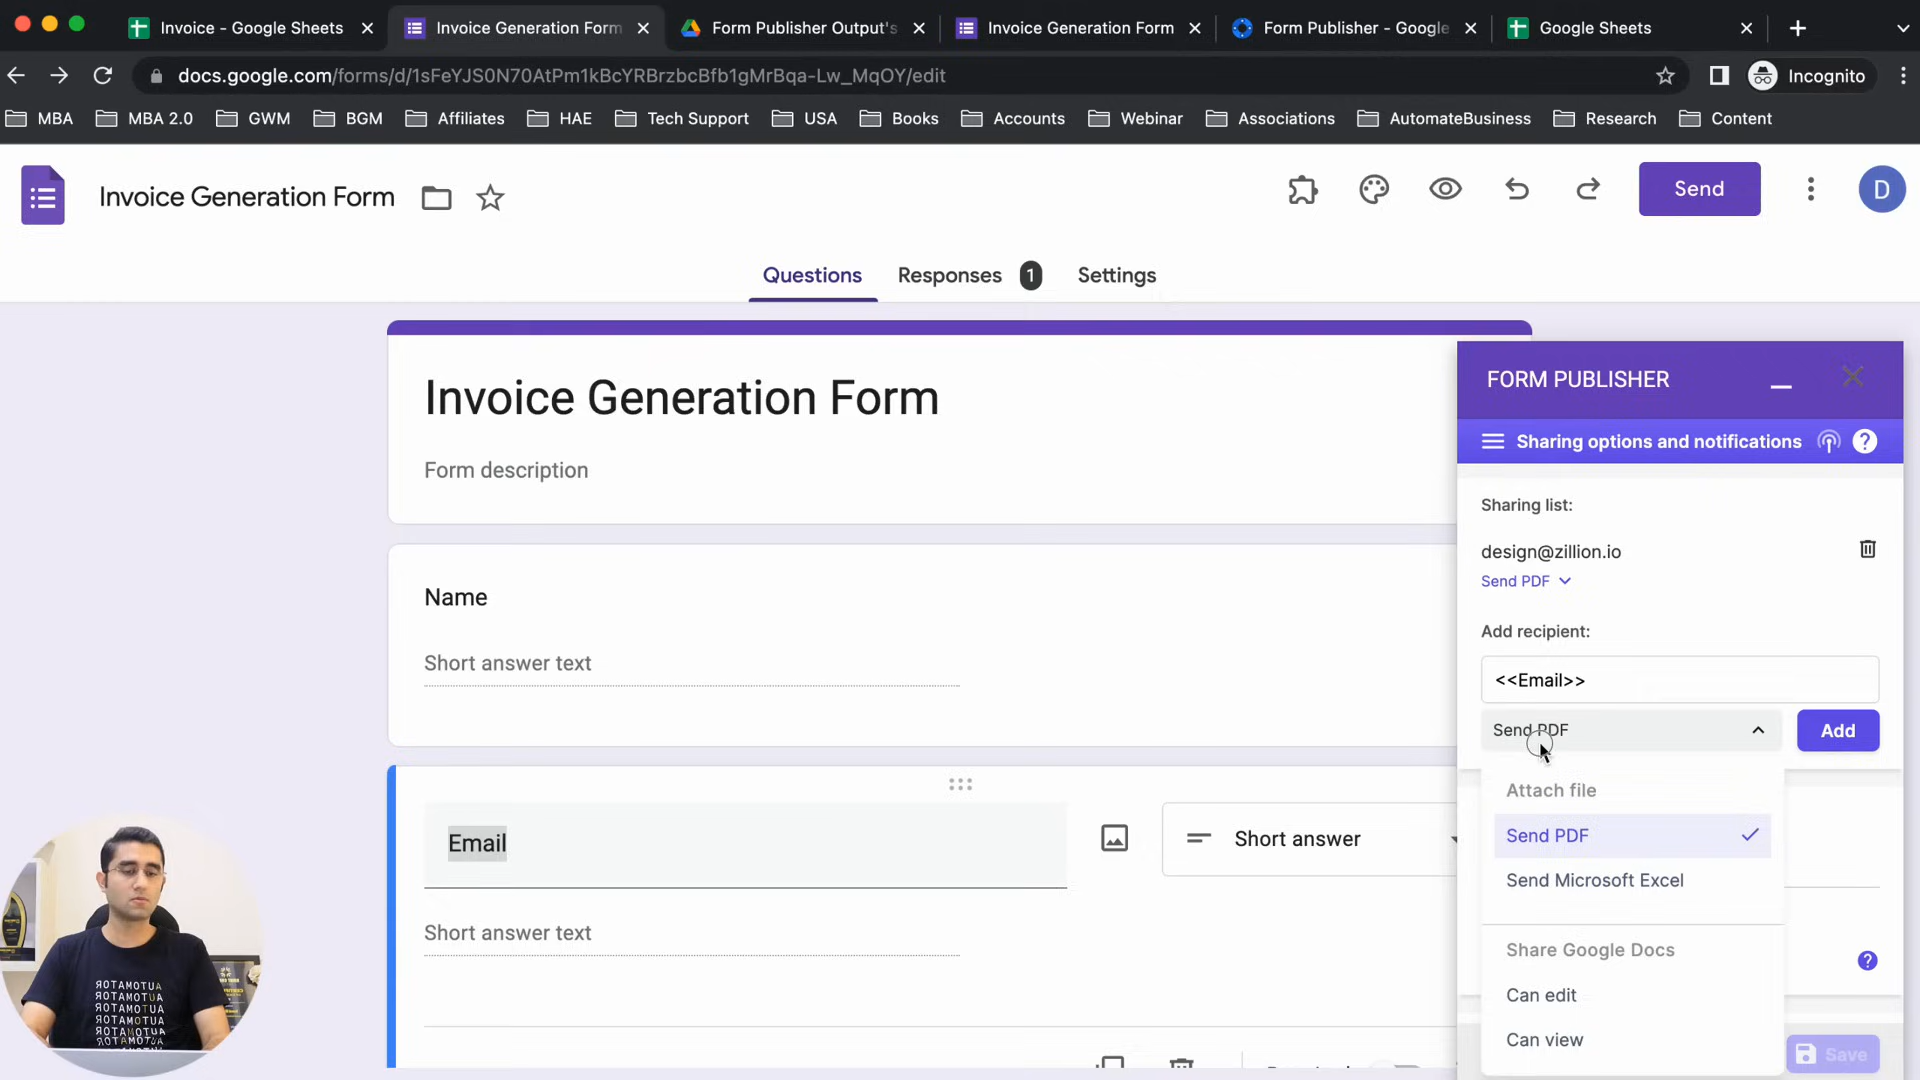 Invoice - Google Sheets
Invoice Generation Form
Form Publisher Output's
Invoice Generation Form
Form Publisher - Google
Google Sheets
docs.google.com/forms/d/1sFeYJS0N70AtPm1kBcYRBrzbcBfb1gMrBqa-Lw_MqOY/edit
Incognito
MBA
MBA 2.0
GWM
BGM
Affiliates
HAE
Tech Support
USA
Books
Accounts
Webinar
Associations
AutomateBusiness
Research
Content
Invoice Generation Form
Send
D
Questions
Responses 1
Settings
Invoice Generation Form
Form description
Name
Short answer text
Email
Short answer
Short answer text
FORM PUBLISHER
Sharing options and notifications
Sharing list:
design@zillion.io
Send PDF
Add recipient:
<<Email>>
Send PDF
Add
Attach file
Send PDF
Send Microsoft Excel
Share Google Docs
Can edit
Can view
Save